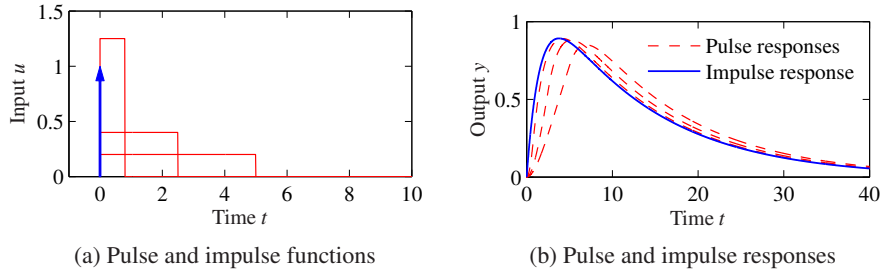 1.5
1
0.5
0
Input u
0 2 4 6 8 10
Time t
(a) Pulse and impulse functions
1
0.5
0
Output y
Pulse responses
Impulse response
0 10 20 30 40
Time t
(b) Pulse and impulse responses